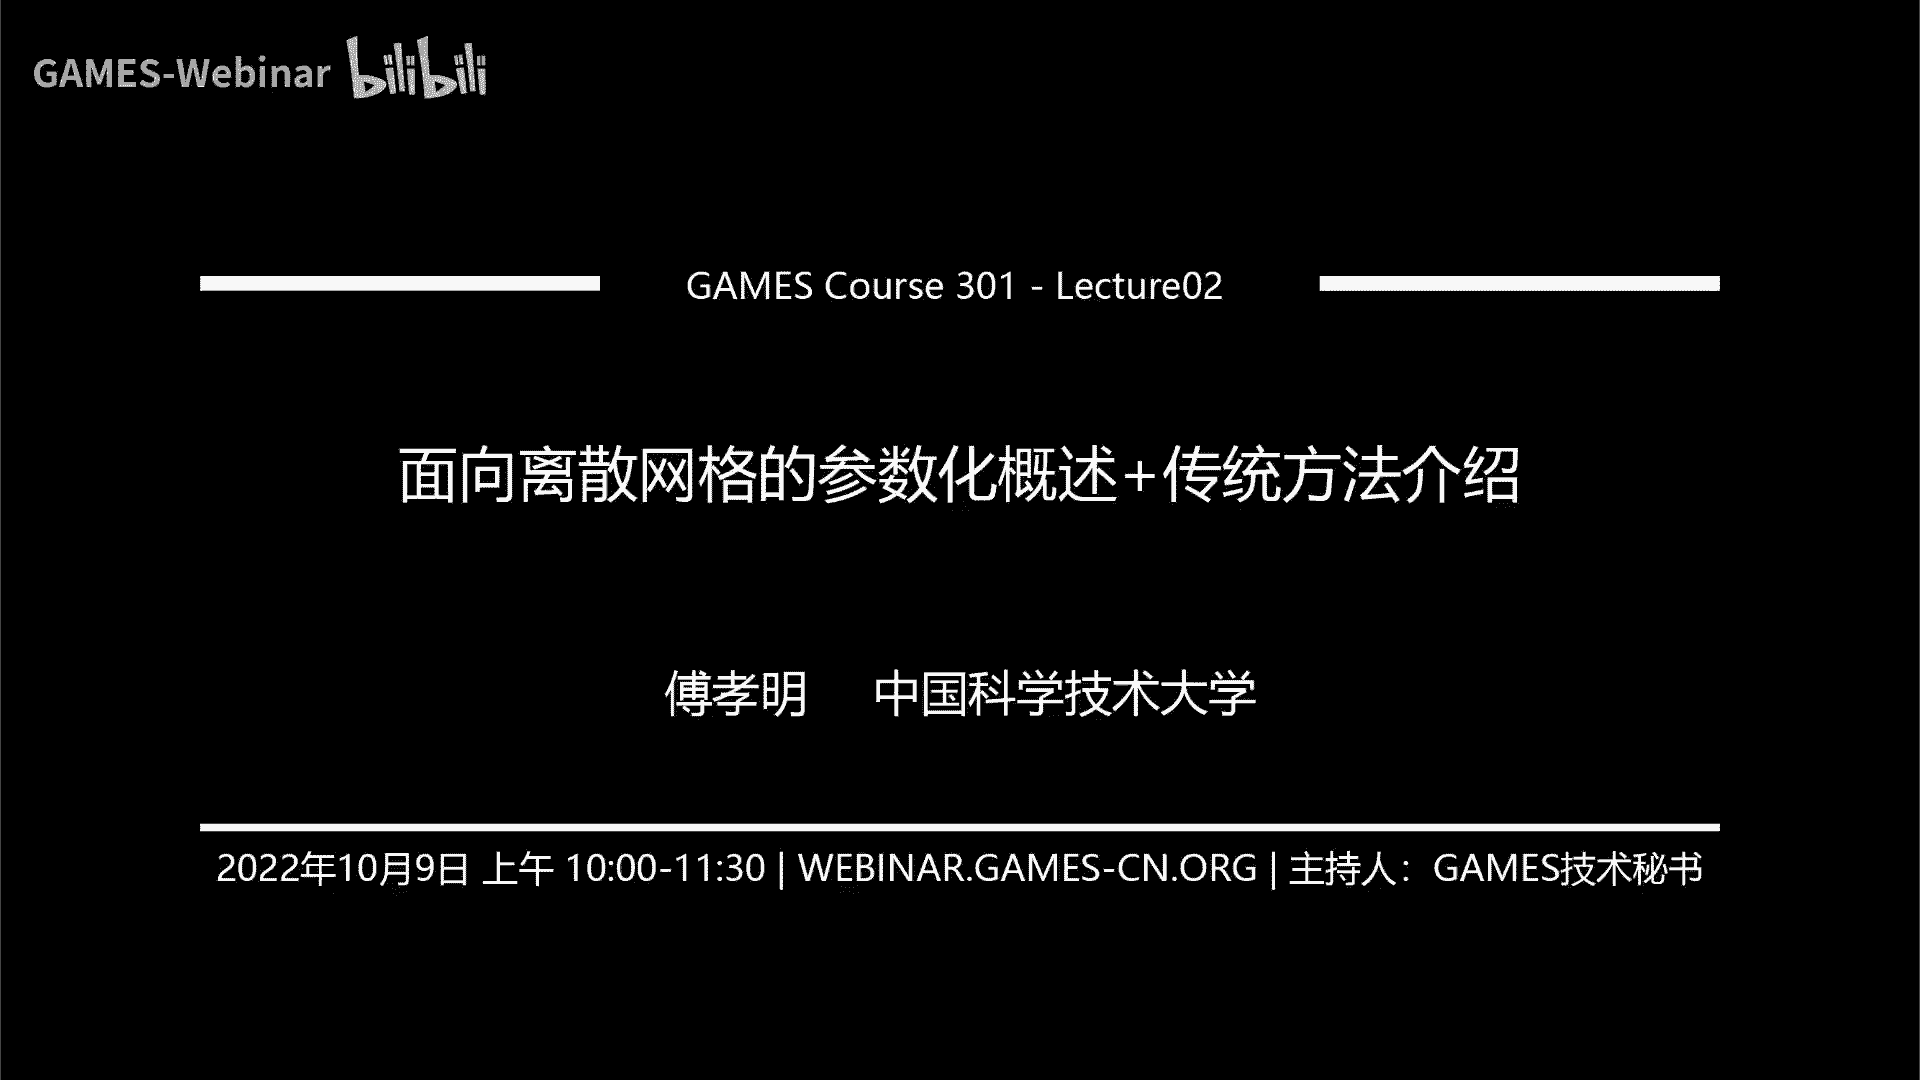 GAMES-Webinar bilibili
GAMES Course 301 - Lecture02
面向离散网格的参数化概述+传统方法介绍
傅孝明 中国科学技术大学
2022年10月9日 上午 10:00-11:30 | WEBINAR.GAMES-CN.ORG | 主持人：GAMES技术秘书